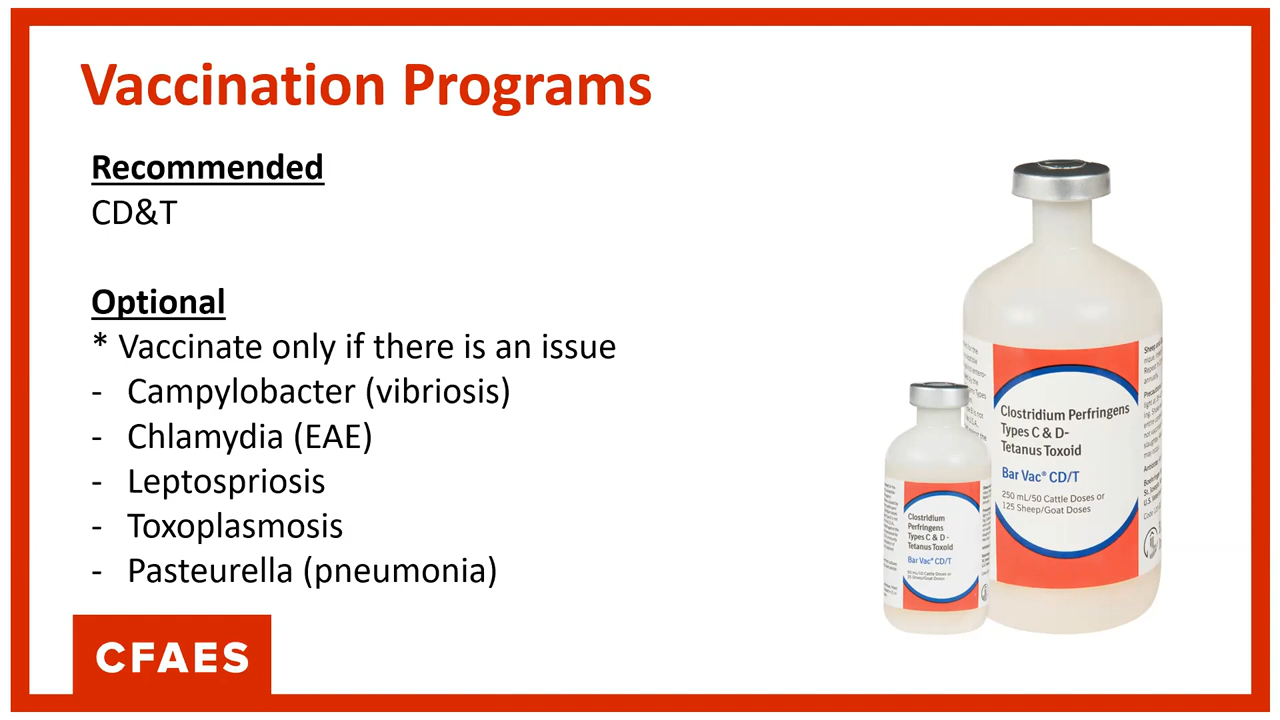 Vaccination Programs
Recommended
CD&T
Optional
* Vaccinate only if there is an issue
- Campylobacter (vibriosis)
- Chlamydia (EAE)
- Leptospriosis
- Toxoplasmosis
- Pasteurella (pneumonia)
CFAES
Clostridium Perfringens
Types C & D-
Tetanus Toxoid
Bar Vac® CD/T
250 mL/50 Cattle Doses or
125 Sheep/Goat Doses
Clostridium
Perfringens
Types C & D -
Tetanus Toxoid
Bar Vac® CD/T